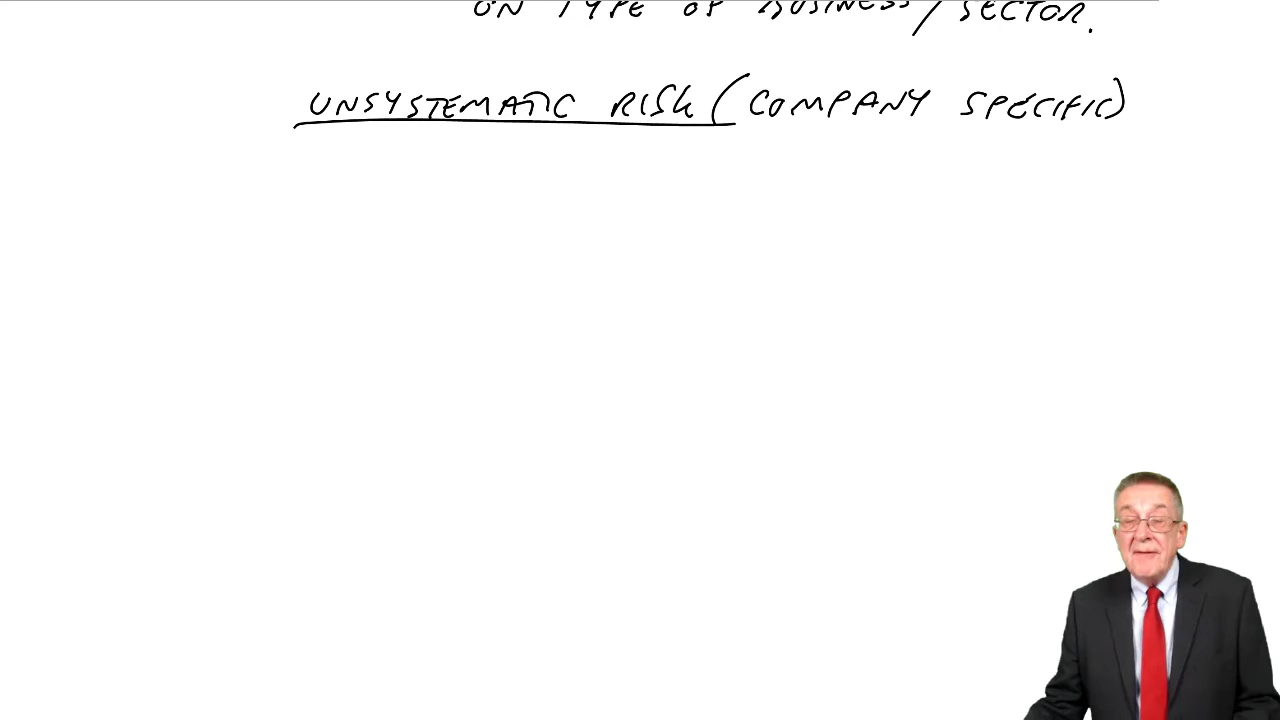 ON TYPE OF BUSINESS/SECTOR.
UNSYSTEMATIC RISK (COMPANY SPECIFIC)